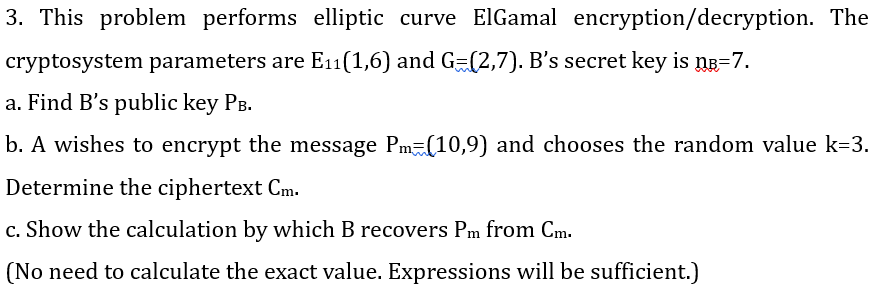 3. This problem performs elliptic curve ElGamal encryption/decryption. The
cryptosystem parameters are E₁₁(1,6) and G=(2,7). B's secret key is nB=7.
a. Find B's public key PB.
b. A wishes to encrypt the message Pm=(10,9) and chooses the random value k=3.
Determine the ciphertext Cm.
c. Show the calculation by which B recovers Pm from Cm.
(No need to calculate the exact value. Expressions will be sufficient.)